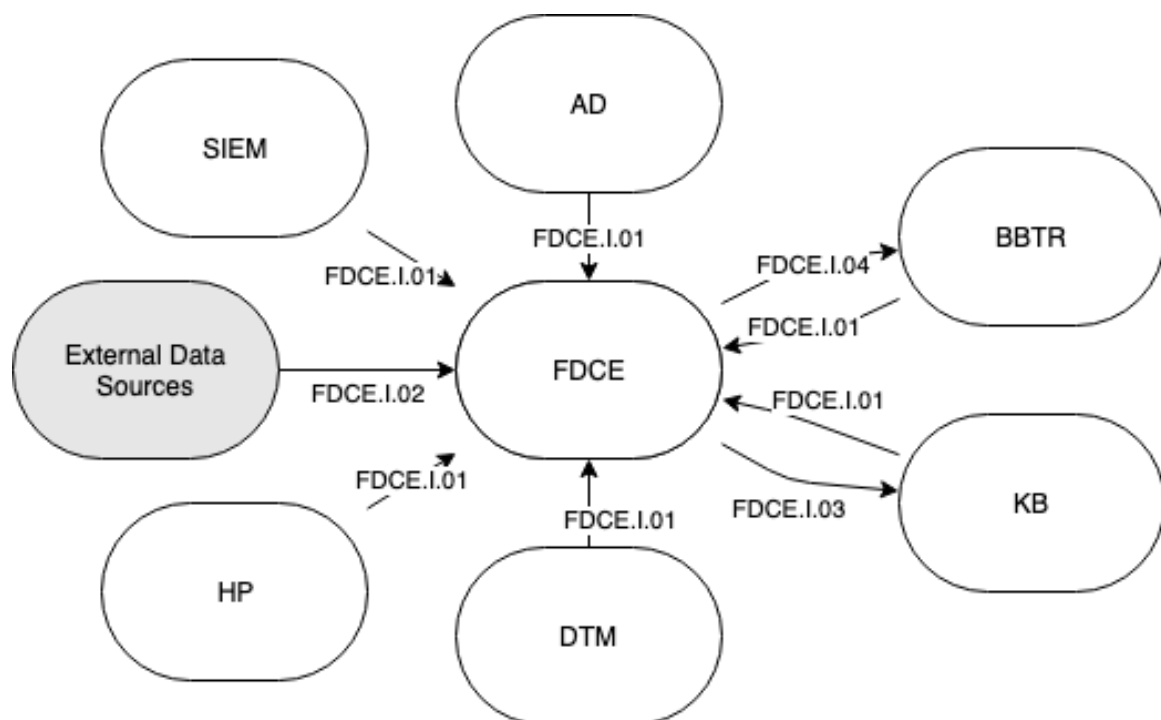 AD
SIEM
BBTR
FDCE.I.01
FDCE.I.04
FDCE.I.01
FDCE.I.01
External Data
Sources
FDCE
FDCE.I.02
FDCE.I.01
FDCE.I.01
FDCE.I.03
KB
FDCE.I.01
HP
DTM